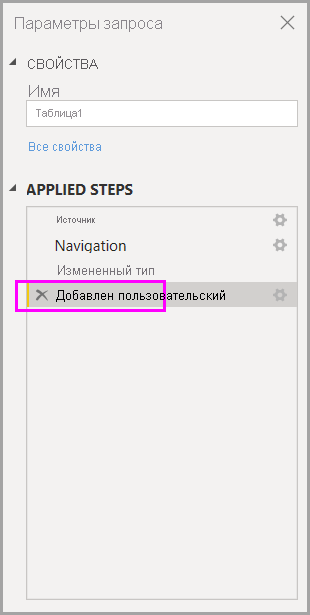 Параметры запроса
СВОЙСТВА
Имя
Таблица1
Все свойства
APPLIED STEPS
Источник
Navigation
Измененный тип
Добавлен пользовательский